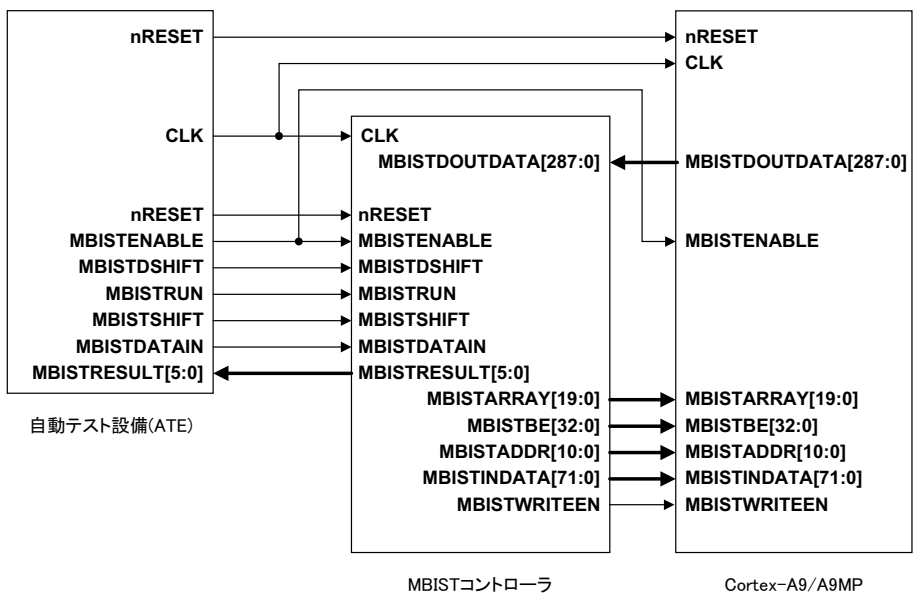 nRESET
CLK
nRESET
MBISTENABLE
MBISTDSHIFT
MBISTRUN
MBISTSHIFT
MBISTDATAIN
MBISTRESULT[5:0]
自動テスト設備(ATE)
CLK
MBISTDOUTDATA[287:0]
nRESET
MBISTENABLE
MBISTDSHIFT
MBISTRUN
MBISTSHIFT
MBISTDATAIN
MBISTRESULT[5:0]
MBISTARRAY[19:0]
MBISTBE[32:0]
MBISTADDR[10:0]
MBISTINDATA[71:0]
MBISTWRITEEN
MBISTコントローラ
nRESET
CLK
MBISTDOUTDATA[287:0]
MBISTENABLE
MBISTARRAY[19:0]
MBISTBE[32:0]
MBISTADDR[10:0]
MBISTINDATA[71:0]
MBISTWRITEEN
Cortex-A9/A9MP